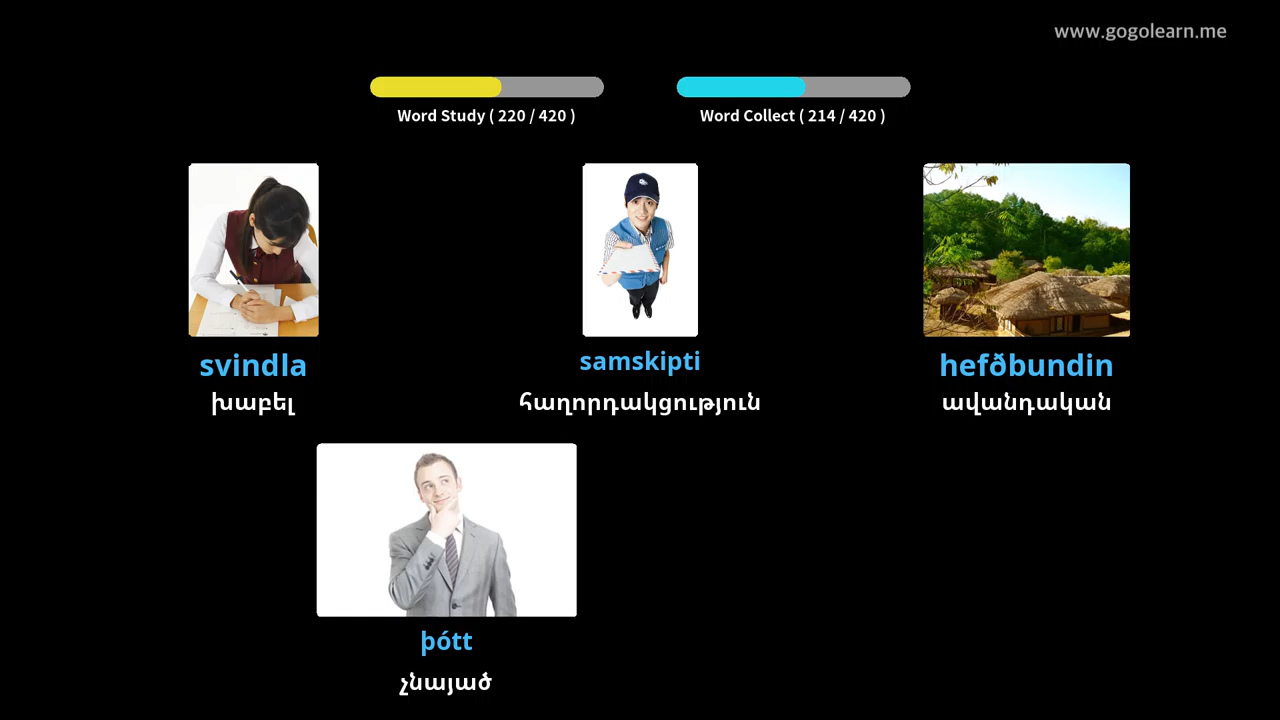 www.gogolearn.me
Word Study ( 220 / 420 )
Word Collect ( 214 / 420 )
svindla
խաբել
samskipti
հաղորդակցություն
hefðbundin
ավանդական
þótt
չնայած